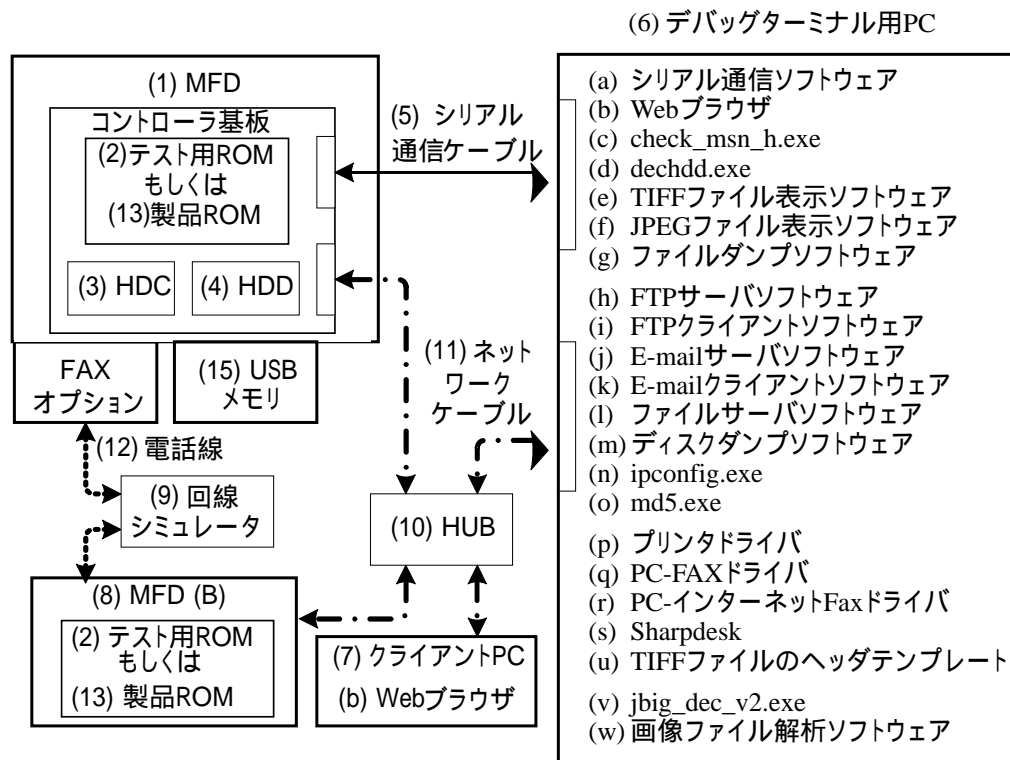 (6) デバッグターミナル用PC
(1) MFD
コントローラ基板
(2)テスト用ROM
もしくは
(13)製品ROM
(3) HDC
(4) HDD
FAX
オプション
(15) USB
メモリ
(5) シリアル
通信ケーブル
(11) ネット
ワーク
ケーブル
(12) 電話線
(9) 回線
シミュレータ
(10) HUB
(8) MFD (B)
(2) テスト用ROM
もしくは
(13) 製品ROM
(7) クライアントPC
(b) Webブラウザ
(a) シリアル通信ソフトウェア
(b) Webブラウザ
(c) check_msn_h.exe
(d) dechdd.exe
(e) TIFFファイル表示ソフトウェア
(f) JPEGファイル表示ソフトウェア
(g) ファイルダンプソフトウェア
(h) FTPサーバソフトウェア
(i) FTPクライアントソフトウェア
(j) E-mailサーバソフトウェア
(k) E-mailクライアントソフトウェア
(l) ファイルサーバソフトウェア
(m) ディスクダンプソフトウェア
(n) ipconfig.exe
(o) md5.exe
(p) プリンタドライバ
(q) PC-FAXドライバ
(r) PC-インターネットFaxドライバ
(s) Sharpdesk
(u) TIFFファイルのヘッダテンプレート
(v) jbig_dec_v2.exe
(w) 画像ファイル解析ソフトウェア